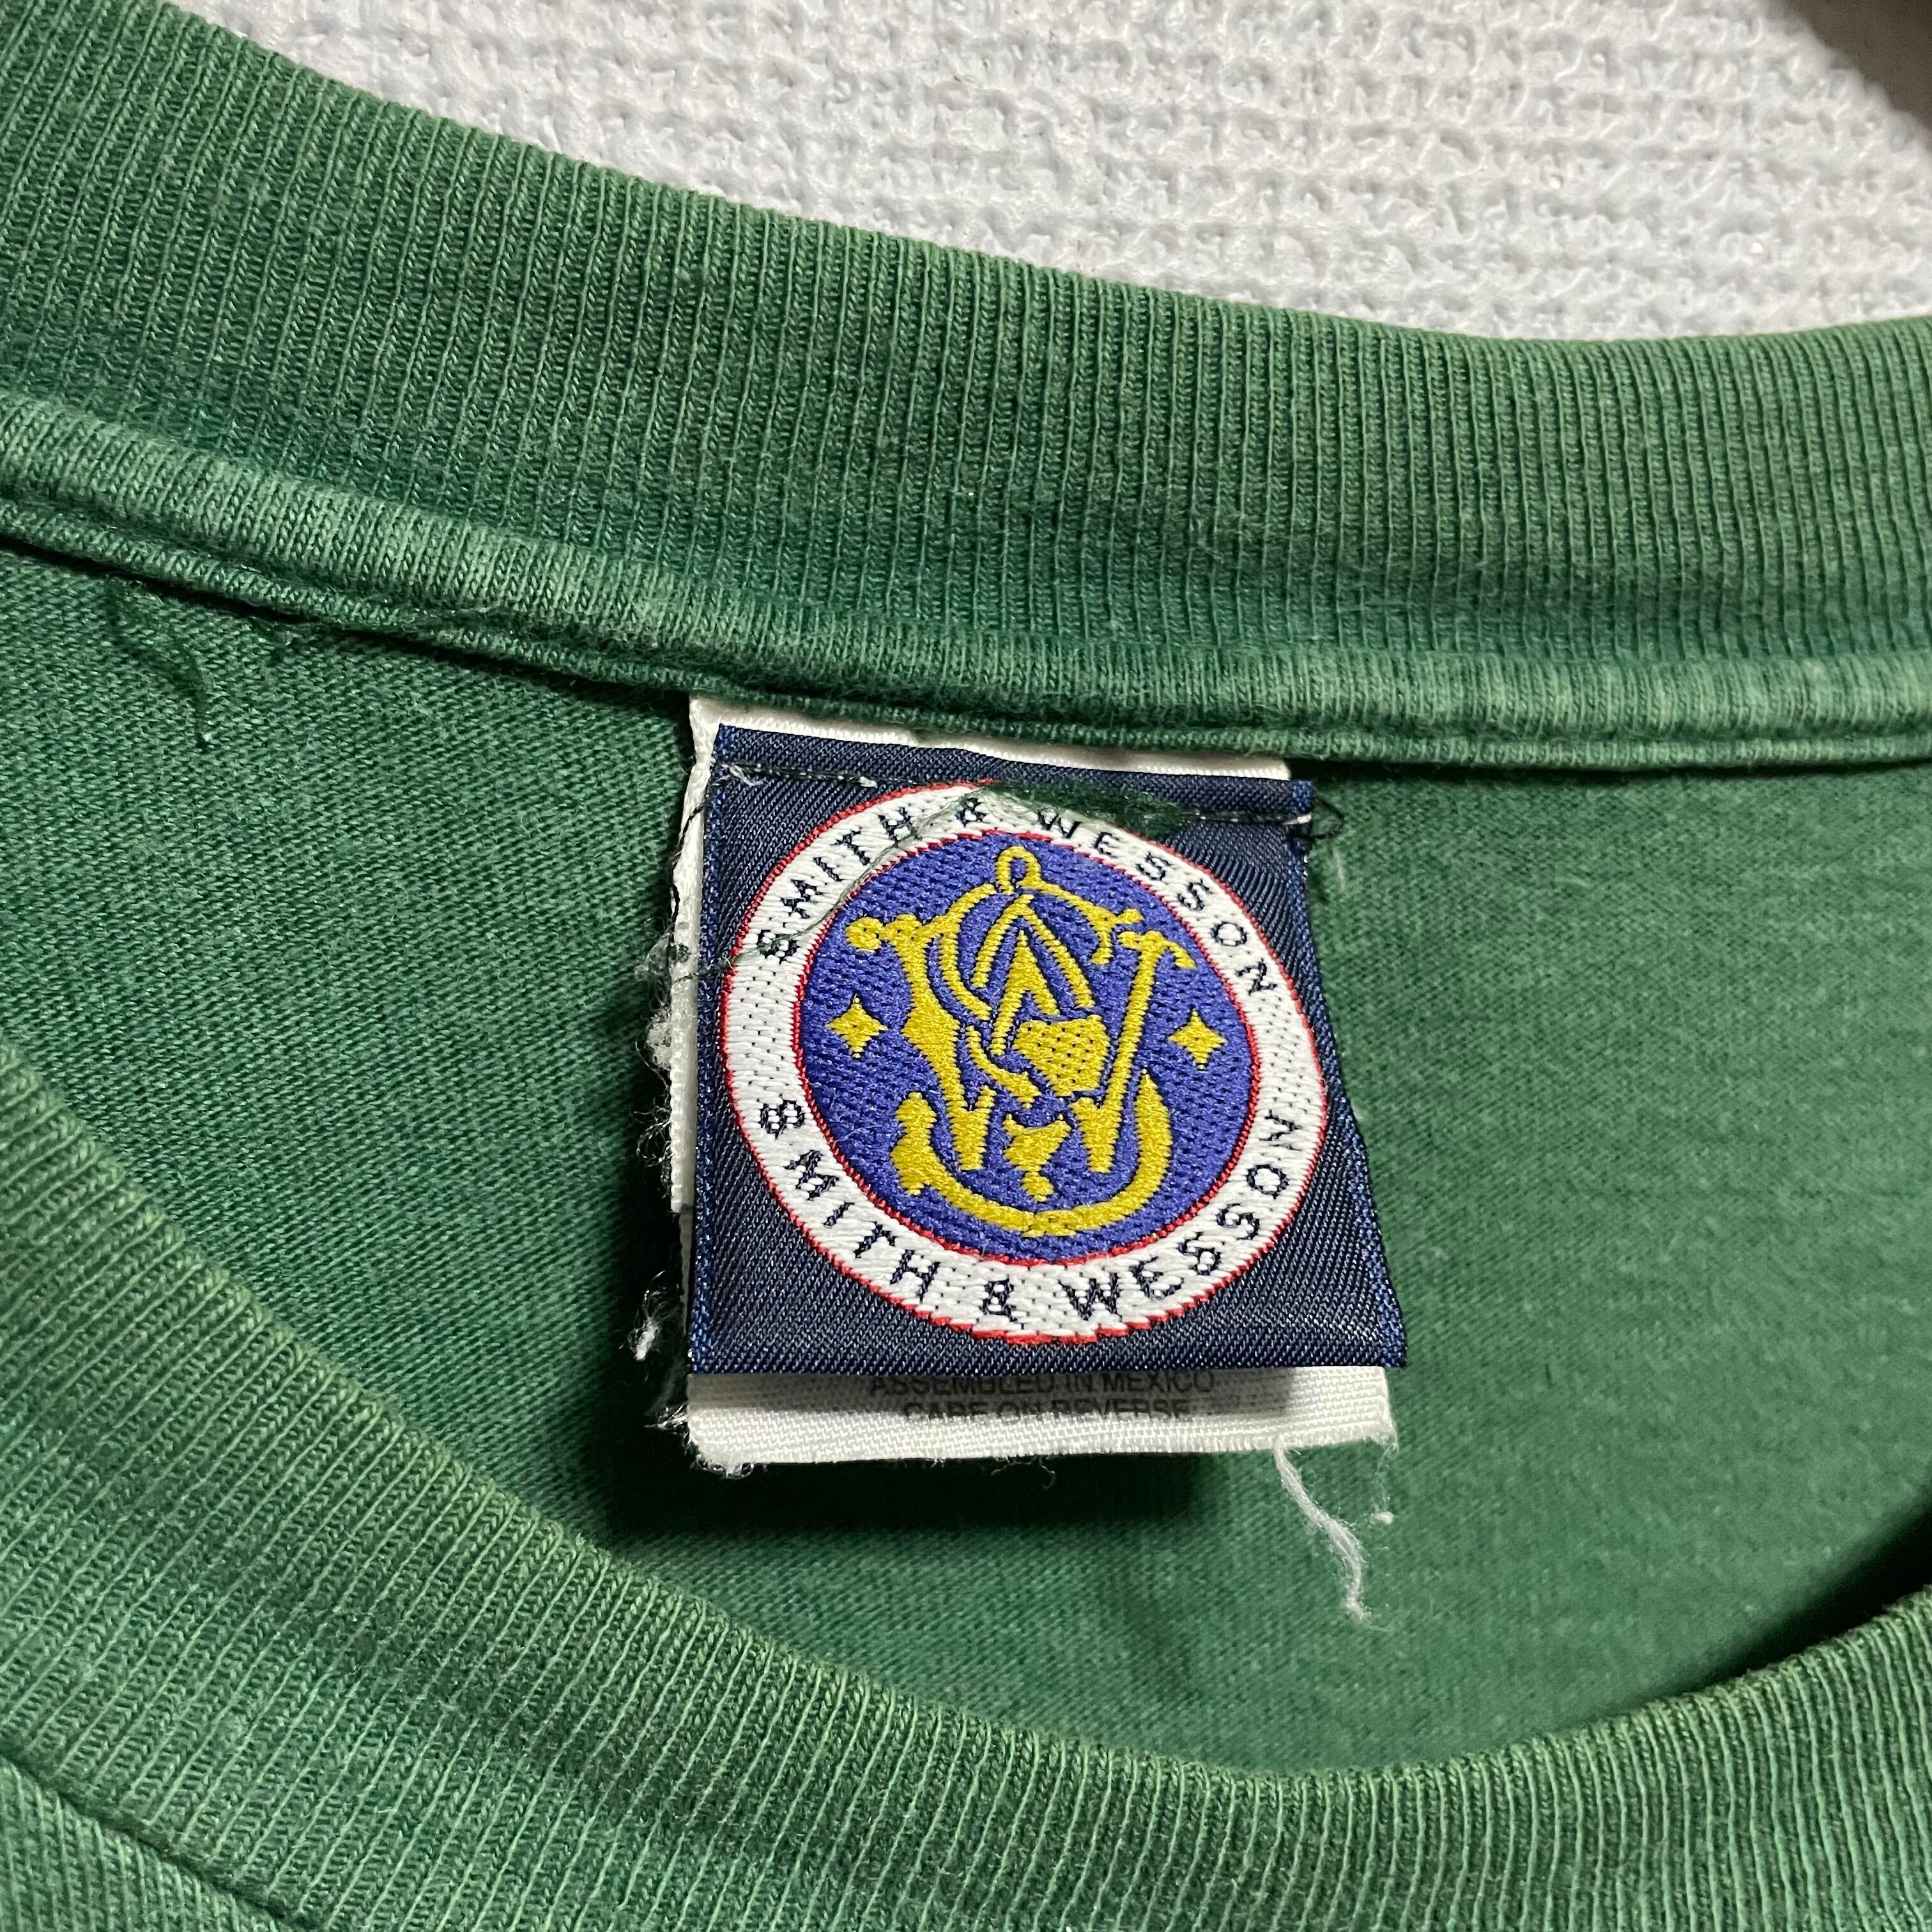 SMITH & WESSON
SMITH & WESSON
ASSEMBLED IN MEXICO
CARE ON REVERSE